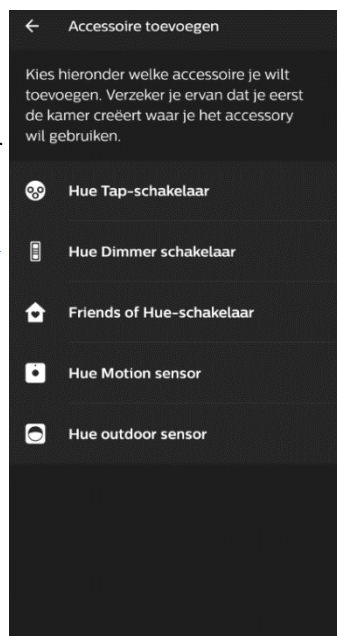 Accessoire toevoegen
Kies hieronder welke accessoire je wilt
toevoegen. Verzeker je ervan dat je eerst
de kamer creëert waar je het accessory
wil gebruiken.
Hue Tap-schakelaar
Hue Dimmer schakelaar
Friends of Hue-schakelaar
Hue Motion sensor
Hue outdoor sensor